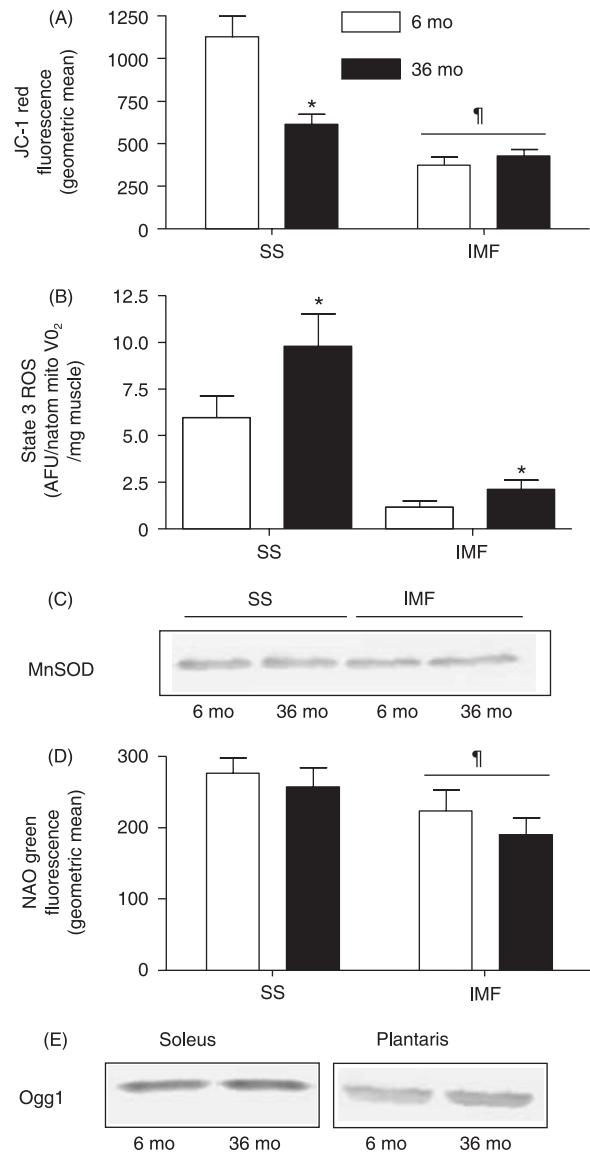 (A)
1250
1000
750
500
250
0
JC-1 red
fluorescence
(geometric mean)
6 mo
36 mo
*
¶
SS IMF
(B)
12.5
10.0
7.5
5.0
2.5
0
State 3 ROS
(AFU/natom mito V0₂
/mg muscle)
*
*
SS IMF
(C)
SS IMF
MnSOD
6 mo 36 mo 6 mo 36 mo
(D)
300
200
100
0
NAO green
fluorescence
(geometric mean)
¶
SS IMF
(E)
Soleus Plantaris
Ogg1
6 mo 36 mo 6 mo 36 mo